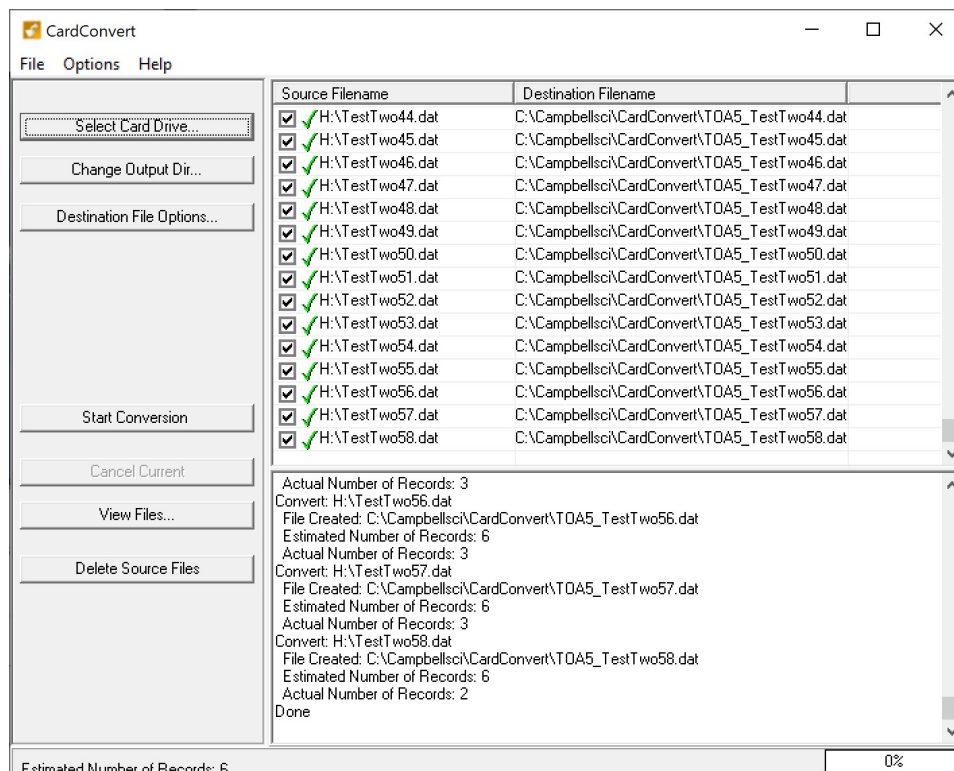 CardConvert
File Options Help
Select Card Drive...
Change Output Dir...
Destination File Options...
Start Conversion
Cancel Current
View Files...
Delete Source Files
Source Filename Destination Filename
H:\TestTwo44.dat C:\Campbellsci\CardConvert\TOA5_TestTwo44.dat
H:\TestTwo45.dat C:\Campbellsci\CardConvert\TOA5_TestTwo45.dat
H:\TestTwo46.dat C:\Campbellsci\CardConvert\TOA5_TestTwo46.dat
H:\TestTwo47.dat C:\Campbellsci\CardConvert\TOA5_TestTwo47.dat
H:\TestTwo48.dat C:\Campbellsci\CardConvert\TOA5_TestTwo48.dat
H:\TestTwo49.dat C:\Campbellsci\CardConvert\TOA5_TestTwo49.dat
H:\TestTwo50.dat C:\Campbellsci\CardConvert\TOA5_TestTwo50.dat
H:\TestTwo51.dat C:\Campbellsci\CardConvert\TOA5_TestTwo51.dat
H:\TestTwo52.dat C:\Campbellsci\CardConvert\TOA5_TestTwo52.dat
H:\TestTwo53.dat C:\Campbellsci\CardConvert\TOA5_TestTwo53.dat
H:\TestTwo54.dat C:\Campbellsci\CardConvert\TOA5_TestTwo54.dat
H:\TestTwo55.dat C:\Campbellsci\CardConvert\TOA5_TestTwo55.dat
H:\TestTwo56.dat C:\Campbellsci\CardConvert\TOA5_TestTwo56.dat
H:\TestTwo57.dat C:\Campbellsci\CardConvert\TOA5_TestTwo57.dat
H:\TestTwo58.dat C:\Campbellsci\CardConvert\TOA5_TestTwo58.dat
Actual Number of Records: 3
Convert: H:\TestTwo56.dat
File Created: C:\Campbellsci\CardConvert\TOA5_TestTwo56.dat
Estimated Number of Records: 6
Actual Number of Records: 3
Convert: H:\TestTwo57.dat
File Created: C:\Campbellsci\CardConvert\TOA5_TestTwo57.dat
Estimated Number of Records: 6
Actual Number of Records: 3
Convert: H:\TestTwo58.dat
File Created: C:\Campbellsci\CardConvert\TOA5_TestTwo58.dat
Estimated Number of Records: 6
Actual Number of Records: 2
Done
Estimated Number of Records: 6
0%